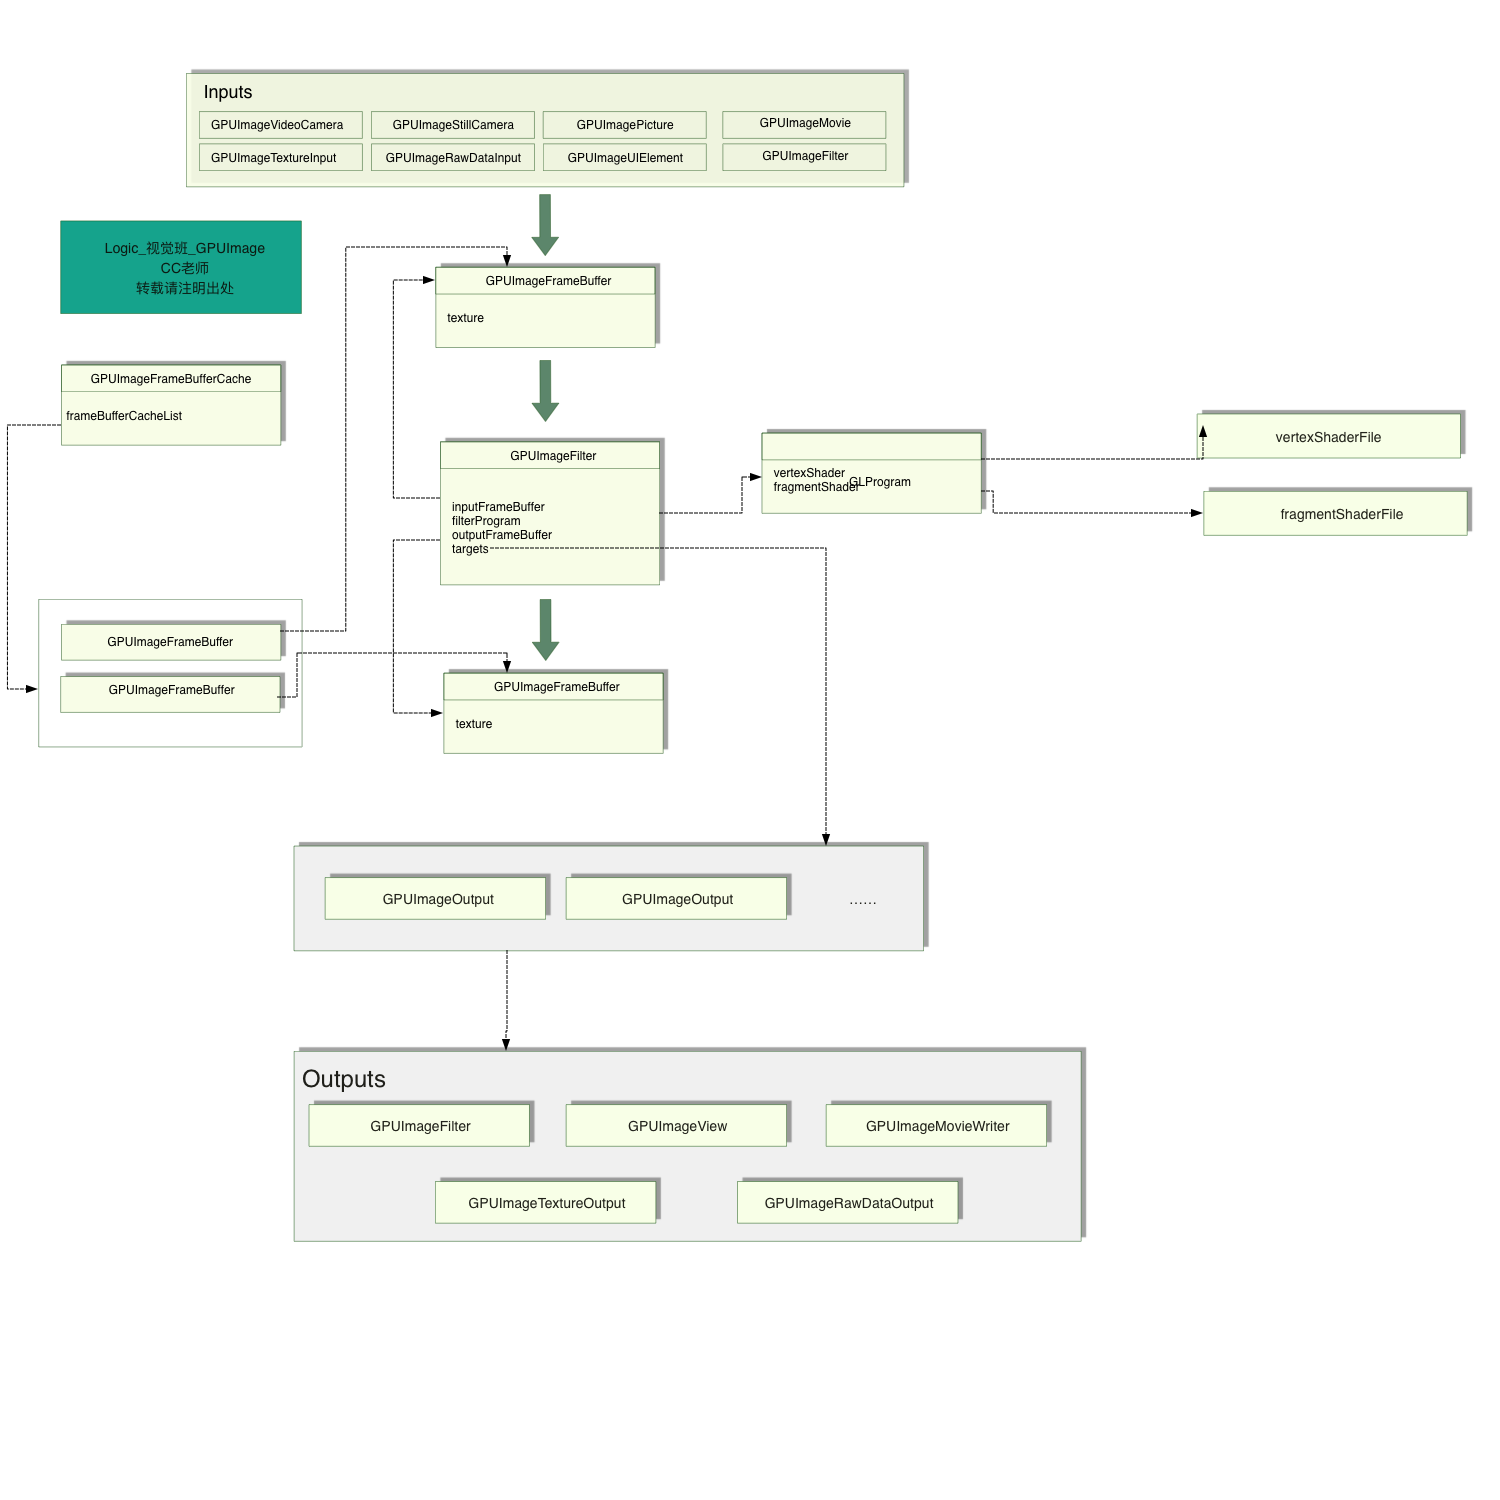 Inputs
GPUImageVideoCamera
GPUImageStillCamera
GPUImagePicture
GPUImageMovie
GPUImageTextureInput
GPUImageRawDataInput
GPUImageUIElement
GPUImageFilter
Logic_视觉班_GPUImage
CC老师
转载请注明出处
GPUImageFrameBuffer
texture
GPUImageFrameBufferCache
frameBufferCacheList
GPUImageFilter
inputFrameBuffer
filterProgram
outputFrameBuffer
targets
vertexShader
fragmentShader
GLProgram
vertexShaderFile
fragmentShaderFile
GPUImageFrameBuffer
GPUImageFrameBuffer
GPUImageFrameBuffer
texture
GPUImageOutput
GPUImageOutput
......
Outputs
GPUImageFilter
GPUImageView
GPUImageMovieWriter
GPUImageTextureOutput
GPUImageRawDataOutput